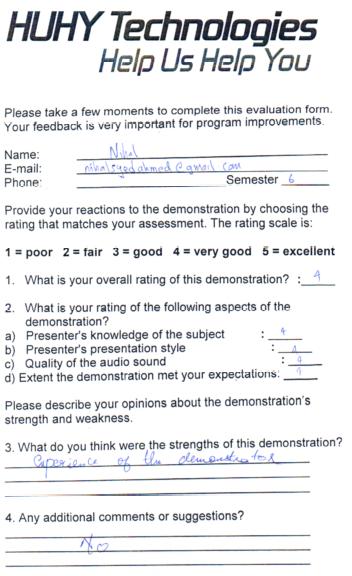 HUHY Technologies
Help Us Help You
Please take a few moments to complete this evaluation form.
Your feedback is very important for program improvements.
Name: Nihal
E-mail: nihalsyedahmed@gmail.com
Phone: Semester 6
Provide your reactions to the demonstration by choosing the
rating that matches your assessment. The rating scale is:
1 = poor 2 = fair 3 = good 4 = very good 5 = excellent
1. What is your overall rating of this demonstration? : 4
2. What is your rating of the following aspects of the
demonstration?
a) Presenter's knowledge of the subject : 4
b) Presenter's presentation style :
c) Quality of the audio sound : 4
d) Extent the demonstration met your expectations:
Please describe your opinions about the demonstration's
strength and weakness.
3. What do you think were the strengths of this demonstration?
Experience of the demonstrator
4. Any additional comments or suggestions?
No